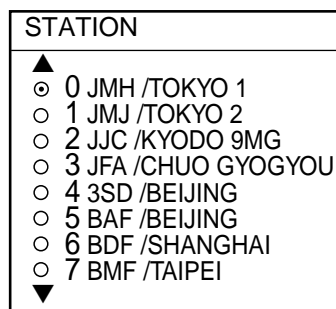 STATION
0 JMH /TOKYO 1
1 JMJ /TOKYO 2
2 JJC /KYODO 9MG
3 JFA /CHUO GYOGYOU
4 3SD /BEIJING
5 BAF /BEIJING
6 BDF /SHANGHAI
7 BMF /TAIPEI